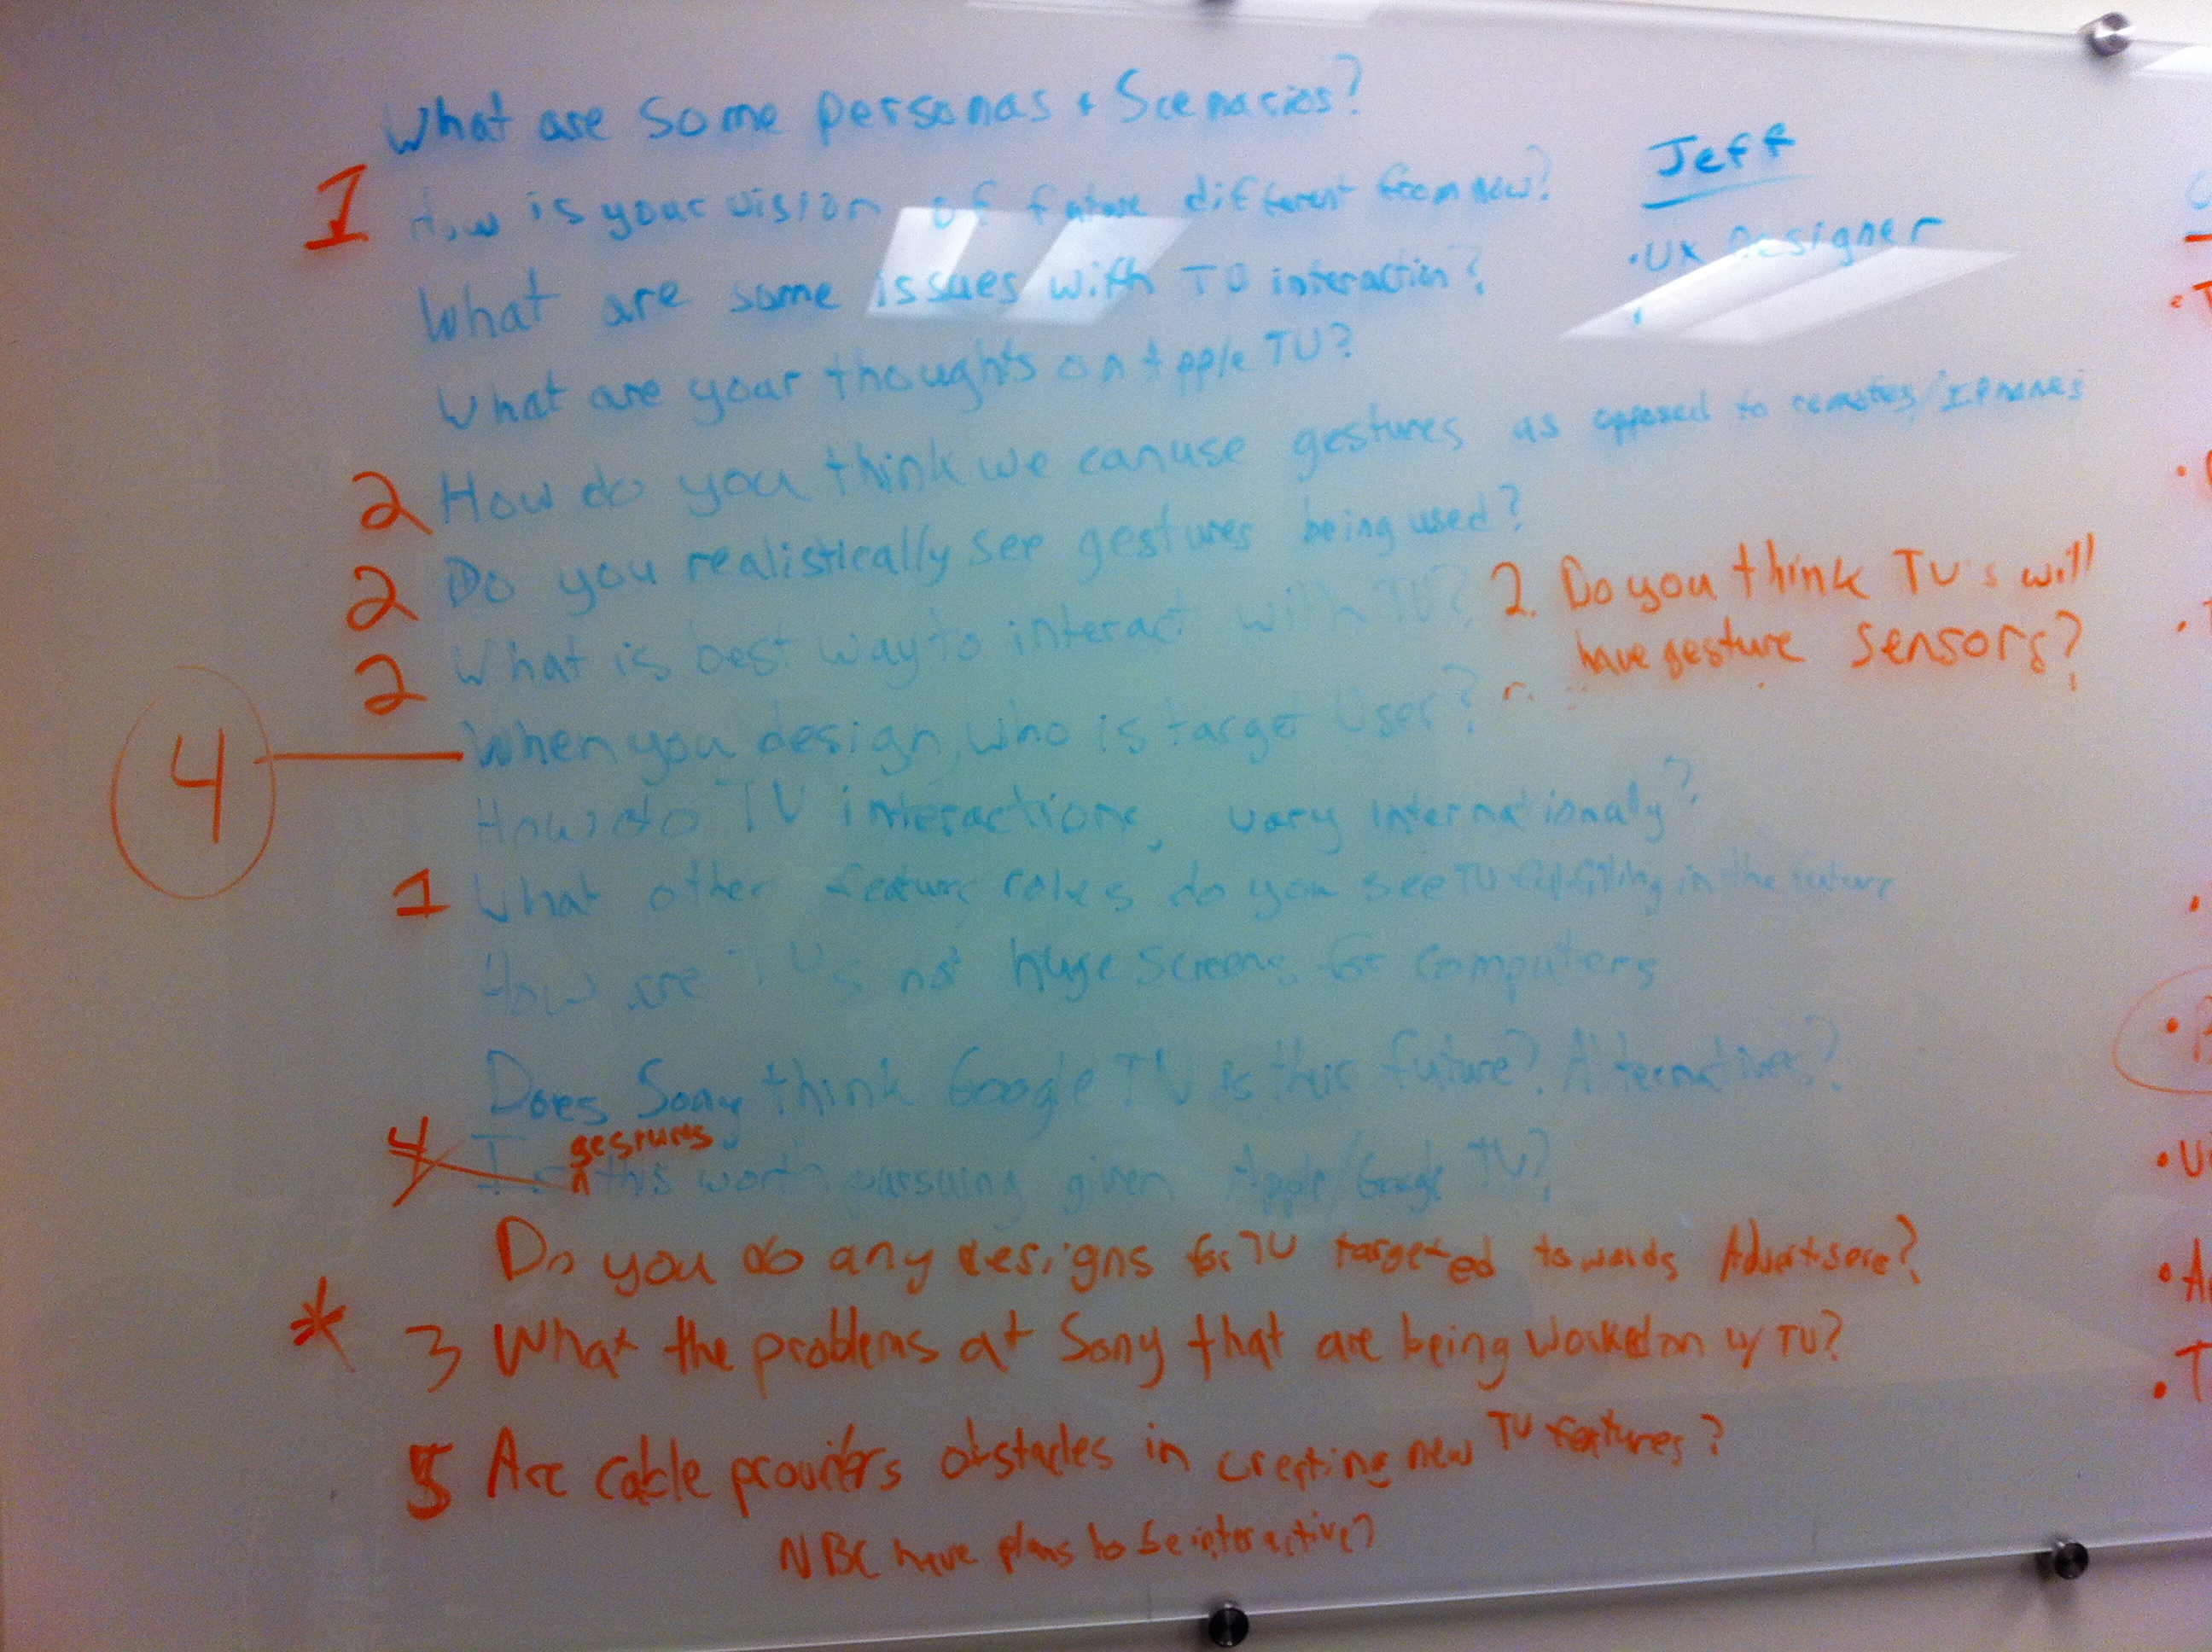 What are some personas + Scenarios?
1 How is your vision of future different from new?
What are some issues with TV interaction?
What are your thoughts on Apple TV?
2 How do you think we can use gestures as opposed to remotes/IPhones
2 Do you realistically see gestures being used?
2 What is best way to interact with TV?
4 When you design, who is target User?
How do TV interactions, vary internationally?
1 What other feature roles do you see TV fulfilling in the future
How are TV's not huge screens for computers
Does Sony think Google TV is their future? Alternatives?
4 gestures
Is this worth pursuing given Apple/Google TV?
Do you do any designs for TV targeted towards Advertisers?
* 3 What the problems at Sony that are being worked on w/ TV?
5 Are cable providers obstacles in creating new TV features?
NBC have plans to be interactive?
Jeff
• UX Designer
•
2. Do you think TV's will
have gesture sensors?